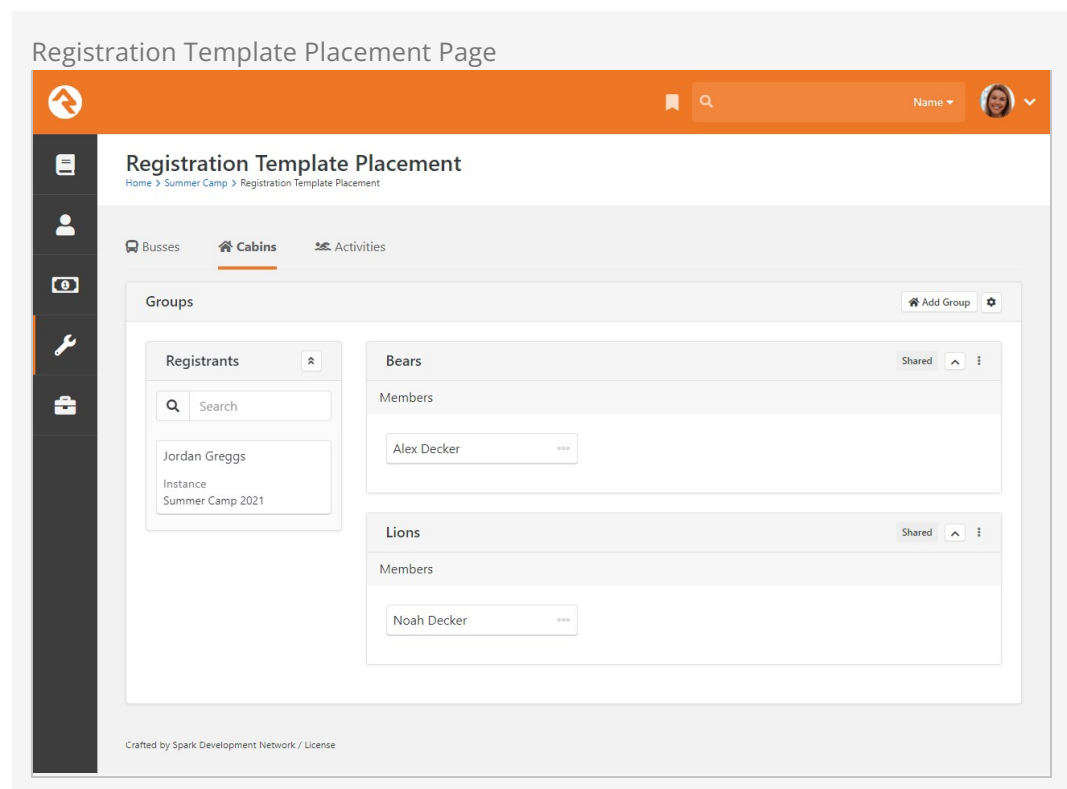 Registration Template Placement Page
Name
Registration Template Placement
Home > Summer Camp > Registration Template Placement
Busses Cabins Activities
Groups Add Group
Registrants
Search
Jordan Greggs
Instance
Summer Camp 2021
Bears Shared
Members
Alex Decker
Lions Shared
Members
Noah Decker
Crafted by Spark Development Network / License